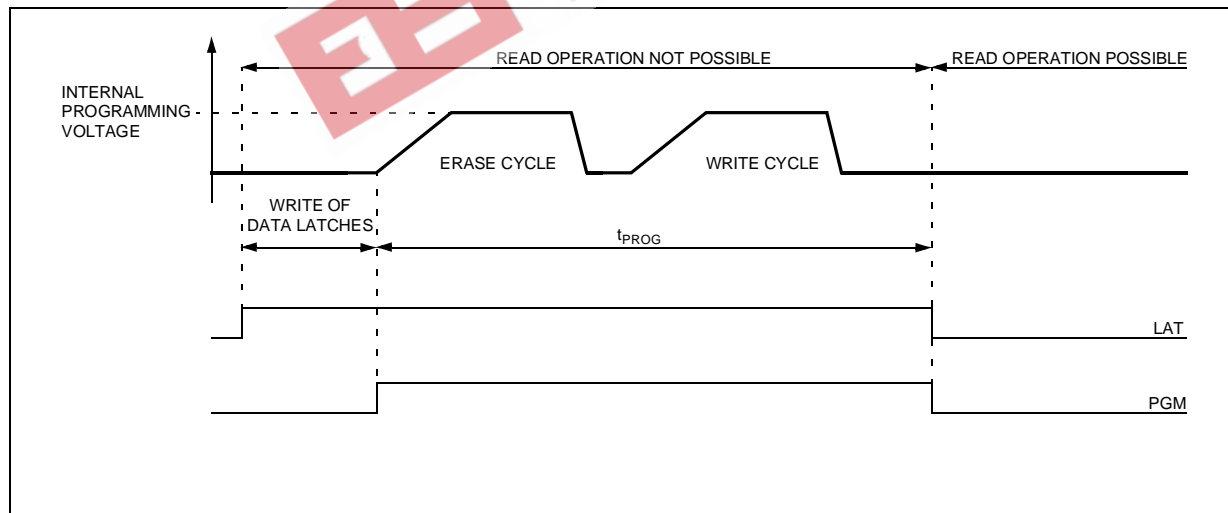 READ OPERATION NOT POSSIBLE
READ OPERATION POSSIBLE
INTERNAL
PROGRAMMING
VOLTAGE
ERASE CYCLE
WRITE CYCLE
WRITE OF
DATA LATCHES
tPROG
LAT
PGM